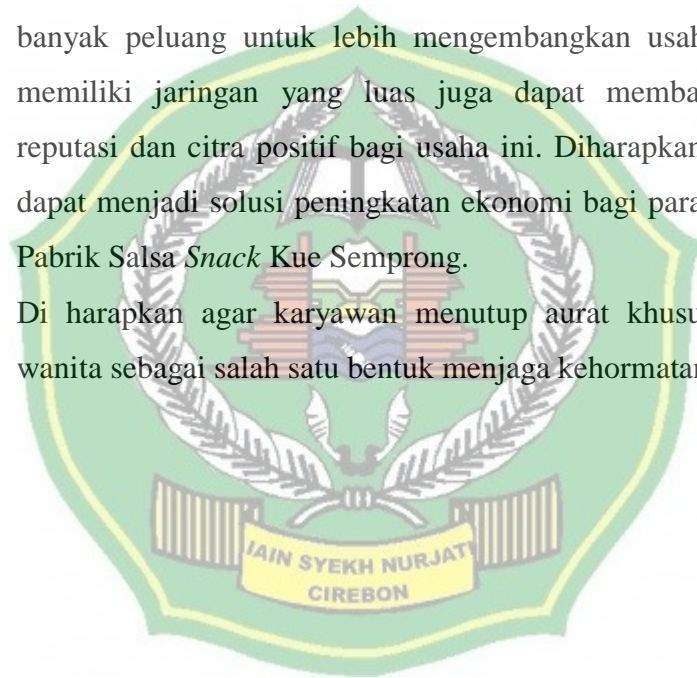 banyak peluang untuk lebih mengembangkan usah
memiliki jaringan yang luas juga dapat memba
reputasi dan citra positif bagi usaha ini. Diharapkan
dapat menjadi solusi peningkatan ekonomi bagi para
Pabrik Salsa Snack Kue Semprong.
Di harapkan agar karyawan menutup aurat khusu
wanita sebagai salah satu bentuk menjaga kehormatan
IAIN SYEKH NURJATI
CIREBON